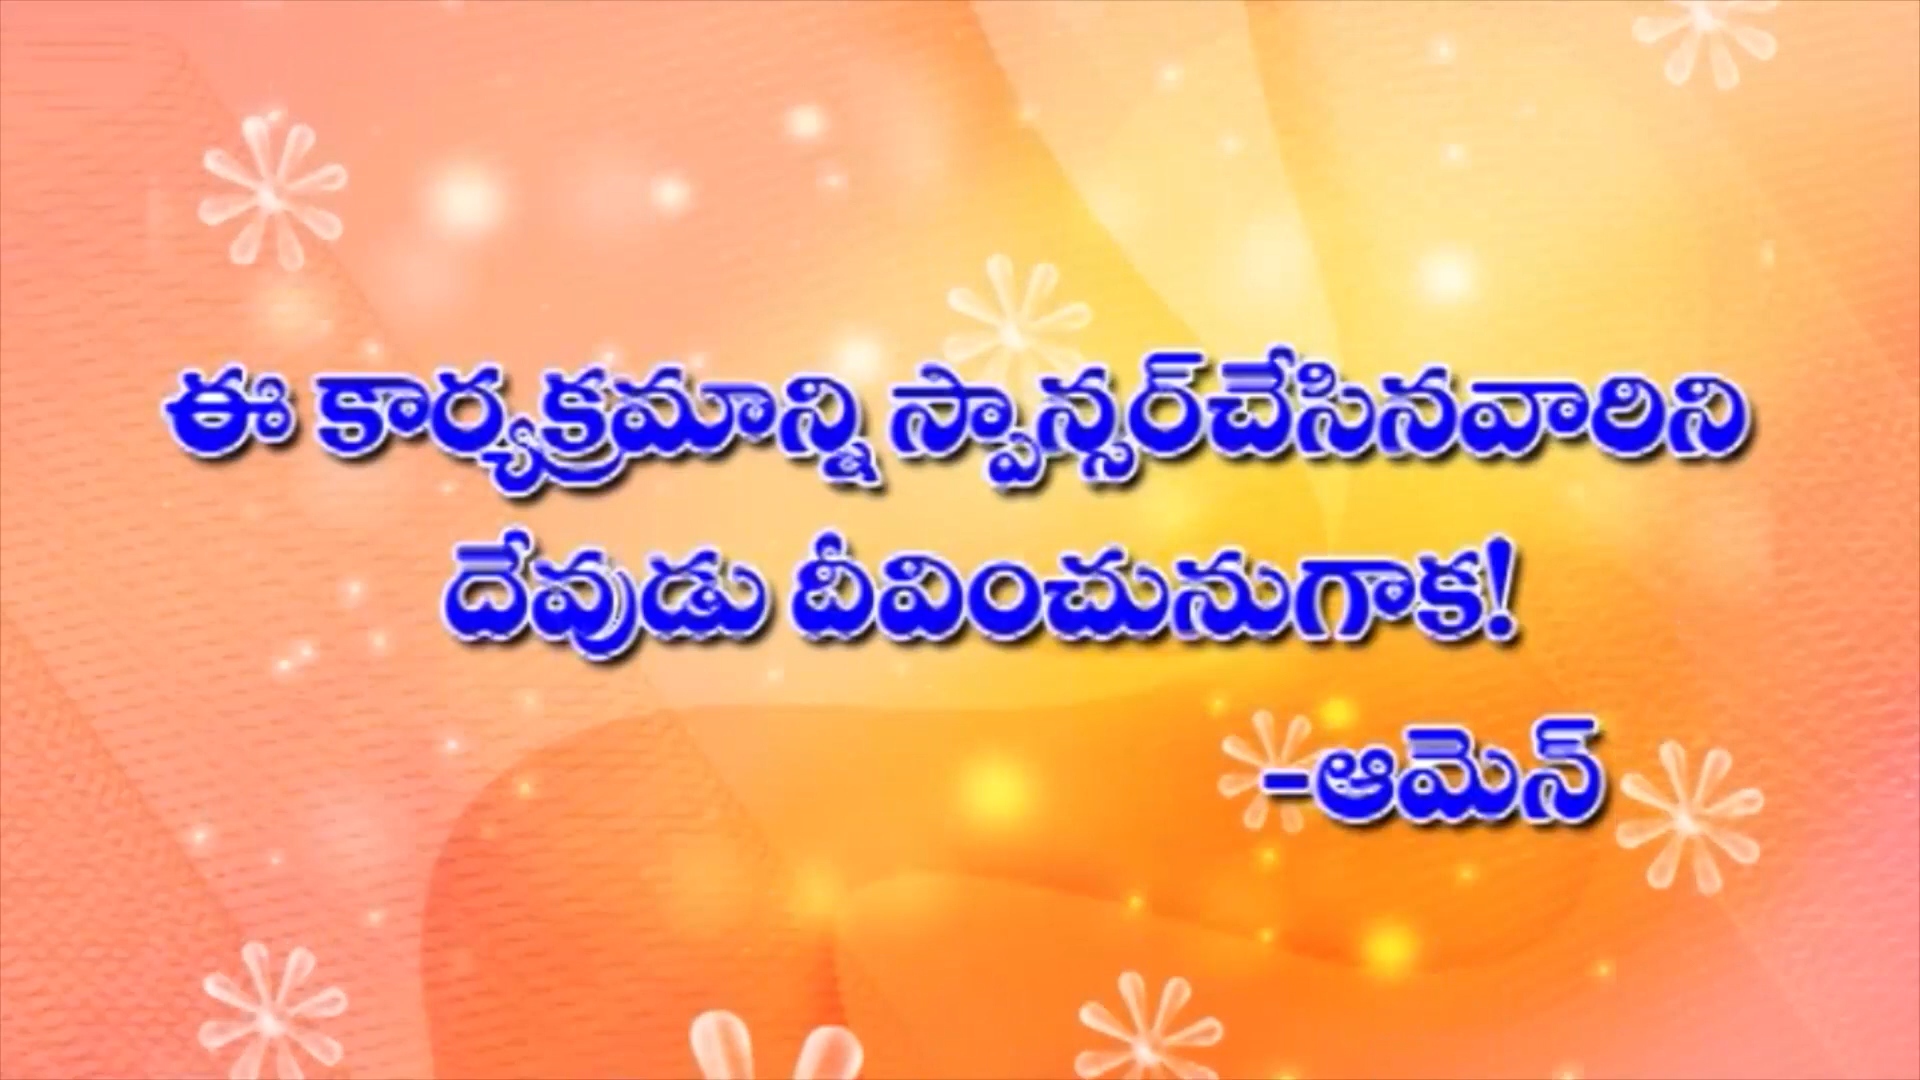 ఈ కార్యక్రమాన్ని స్పాన్సర్‌చేసినవారిని
దేవుడు దీవించునుగాక!
-ఆమెన్